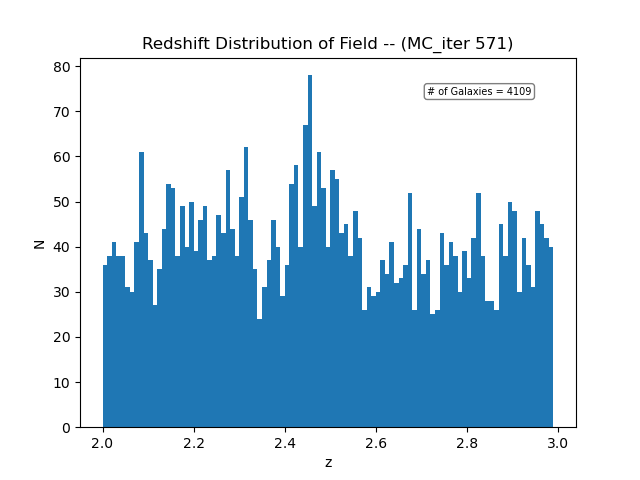 Redshift Distribution of Field -- (MC_iter 571)
# of Galaxies = 4109
80
70
60
50
40
30
20
10
0
N
2.0 2.2 2.4 2.6 2.8 3.0
z